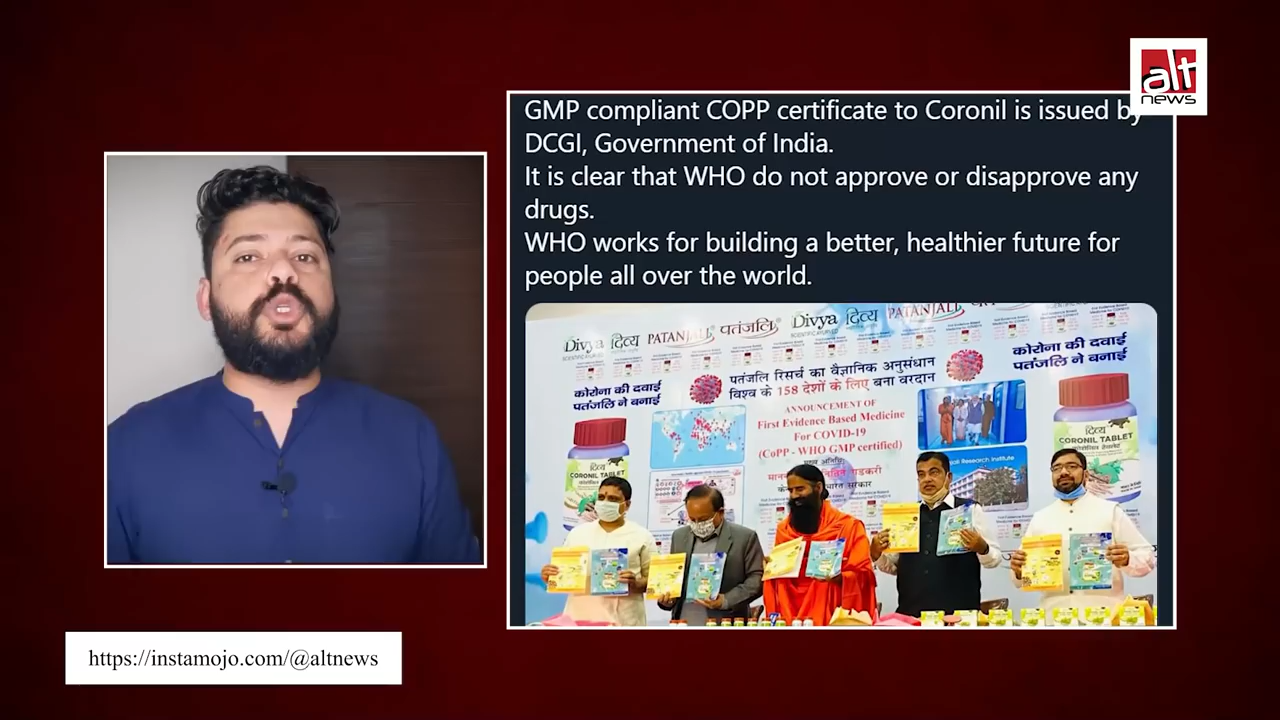 alt
news
GMP compliant COPP certificate to Coronil is issued by
DCGI, Government of India.
It is clear that WHO do not approve or disapprove any
drugs.
WHO works for building a better, healthier future for
people all over the world.
Divya दिव्य PATANJALI पतंजलि Divya दिव्य PATANJALI
कोरोना की दवाई
पतंजलि ने बनाई
पतंजलि रिसर्च का वैज्ञानिक अनुसंधान
विश्व के 158 देशों के लिए बना वरदान
कोरोना की दवाई
पतंजलि ने बनाई
ANNOUNCEMENT OF
First Evidence Based Medicine
For COVID-19
(CoPP - WHO GMP certified)
दिव्य
CORONIL TABLET
दिव्य
CORONIL TABLET
Research Institute
https://instamojo.com/@altnews